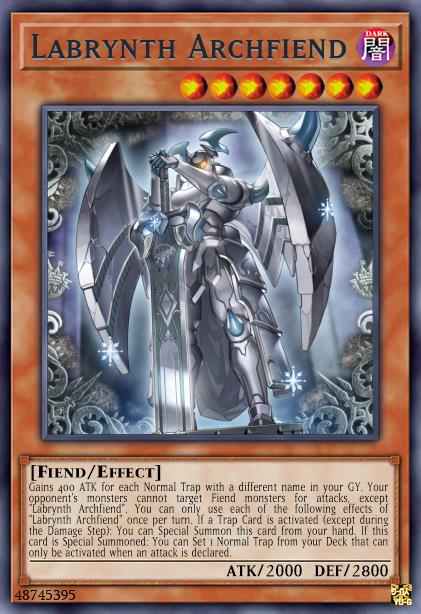 LABRYNTH ARCHFIEND
DARK
闇
[FIEND/EFFECT]
Gains 400 ATK for each Normal Trap with a different name in your GY. Your
opponent's monsters cannot target Fiend monsters for attacks, except
"Labrynth Archfiend". You can only use each of the following effects of
"Labrynth Archfiend" once per turn. If a Trap Card is activated (except during
the Damage Step): You can Special Summon this card from your hand. If this
card is Special Summoned: You can Set 1 Normal Trap from your Deck that can
only be activated when an attack is declared.
ATK/2000 DEF/2800
48745395